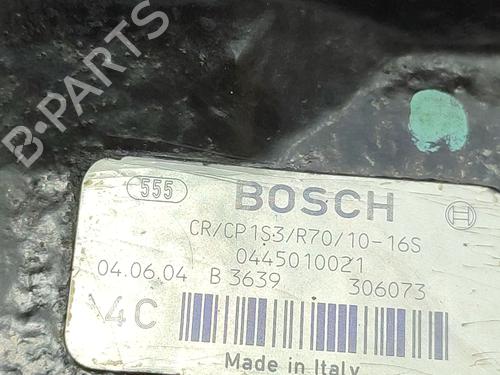 B-PARTS
555 BOSCH
CR/CP1S3/R70/10-16S
0445010021
04.06.04 B 3639 306073
4C
Made in Italy